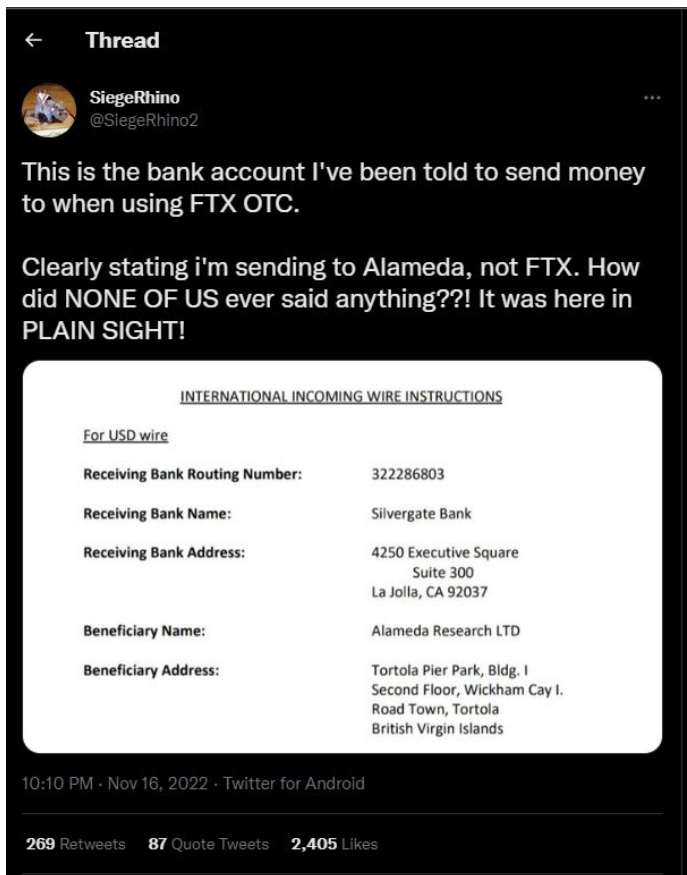 Thread
SiegeRhino
@SiegeRhino2
This is the bank account I've been told to send money
to when using FTX OTC.
Clearly stating i'm sending to Alameda, not FTX. How
did NONE OF US ever said anything??! It was here in
PLAIN SIGHT!
INTERNATIONAL INCOMING WIRE INSTRUCTIONS
For USD wire
Receiving Bank Routing Number: 322286803
Receiving Bank Name: Silvergate Bank
Receiving Bank Address: 4250 Executive Square
Suite 300
La Jolla, CA 92037
Beneficiary Name: Alameda Research LTD
Beneficiary Address: Tortola Pier Park, Bldg. I
Second Floor, Wickham Cay I.
Road Town, Tortola
British Virgin Islands
10:10 PM · Nov 16, 2022 · Twitter for Android
269 Retweets 87 Quote Tweets 2,405 Likes